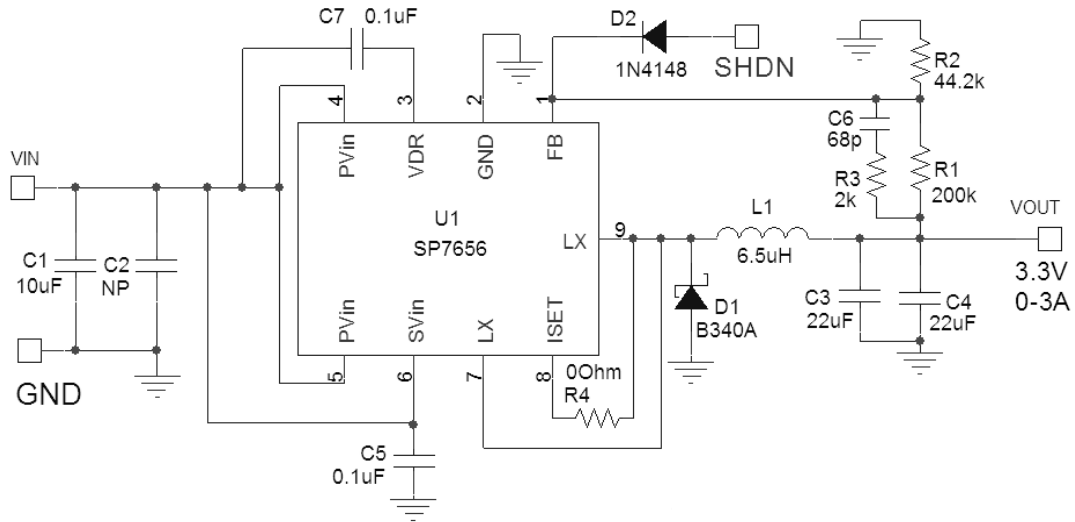 C7
0.1uF
D2
1N4148
SHDN
R2
44.2k
4
3
2
1
PVin
VDR
GND
FB
C6
68p
R3
2k
R1
200k
VIN
U1
SP7656
LX
9
L1
6.5uH
VOUT
3.3V
0-3A
C1
10uF
C2
NP
D1
B340A
C3
22uF
C4
22uF
PVin
SVin
LX
ISET
5
6
7
8
0Ohm
R4
GND
C5
0.1uF